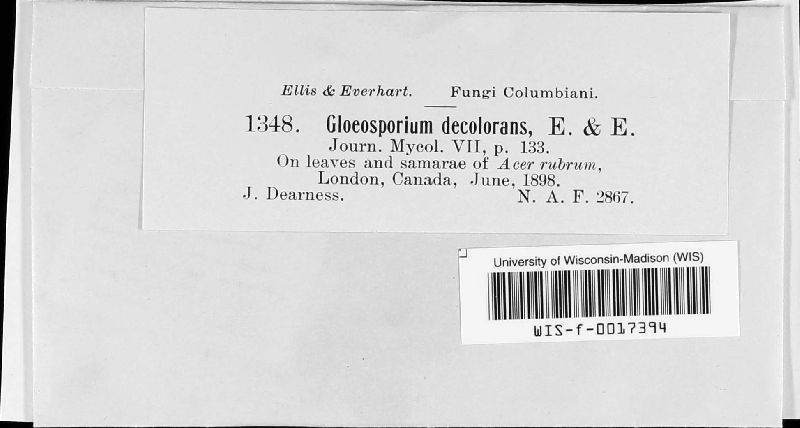 Ellis & Everhart. Fungi Columbiani.
1348. Gloeosporium decolorans, E. & E.
Journ. Mycol. VII, p. 133.
On leaves and samarae of Acer rubrum,
London, Canada, June, 1898.
J. Dearness. N. A. F. 2867.
University of Wisconsin-Madison (WIS)
WIS-f-0017394